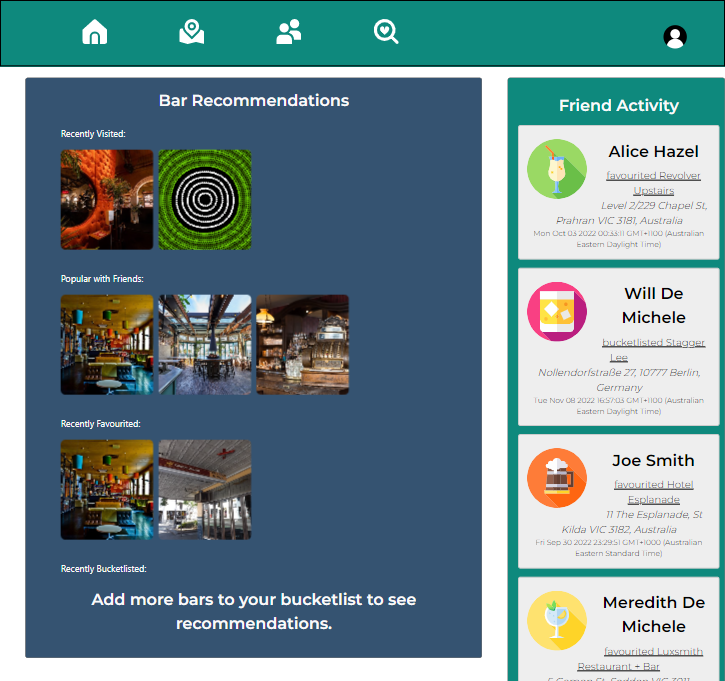 Bar Recommendations
Recently Visited:
Popular with Friends:
Recently Favourited:
Recently Bucketlisted:
Add more bars to your bucketlist to see
recommendations.
Friend Activity
Alice Hazel
favourited Revolver
Upstairs
Level 2/229 Chapel St,
Prahran VIC 3181, Australia
Mon Oct 03 2022 00:33:11 GMT+1100 (Australian
Eastern Daylight Time)
Will De
Michele
bucketlisted Stagger
Lee
Nollendorfstraße 27, 10777 Berlin,
Germany
Tue Nov 08 2022 16:57:03 GMT+1100 (Australian
Eastern Daylight Time)
Joe Smith
favourited Hotel
Esplanade
11 The Esplanade, St
Kilda VIC 3182, Australia
Fri Sep 30 2022 23:29:51 GMT+1000 (Australian
Eastern Standard Time)
Meredith De
Michele
favourited Luxsmith
Restaurant + Bar